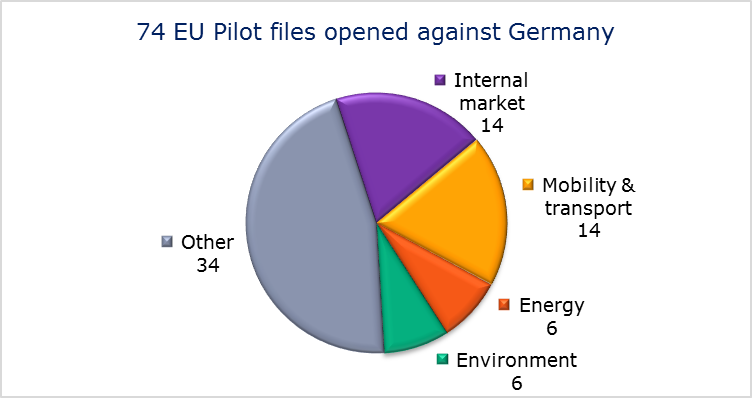 74 EU Pilot files opened against Germany
Internal
market
14
Mobility &
transport
14
Other
34
Energy
6
Environment
6